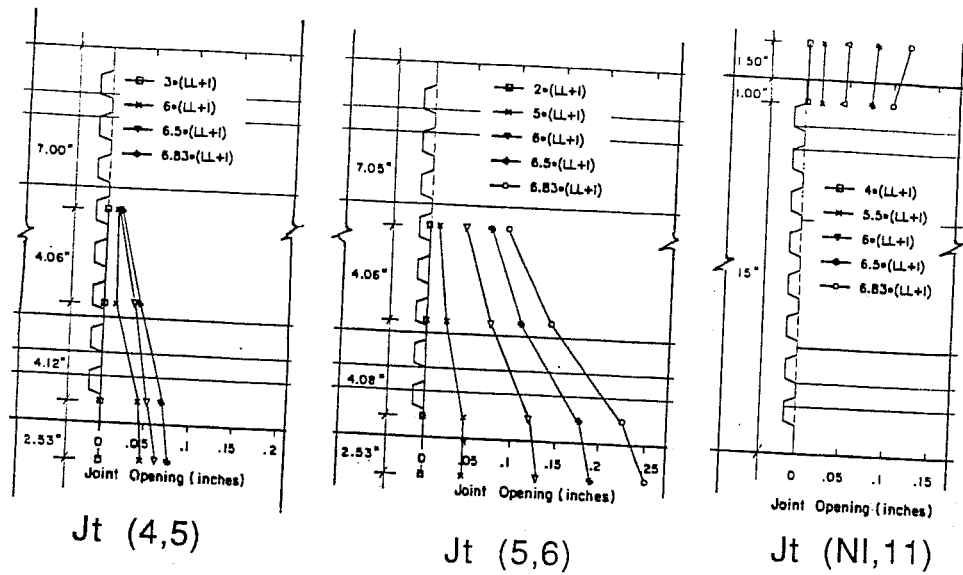 3*(LL+I)
6*(LL+I)
6.5*(LL+I)
6.83*(LL+I)
7.00"
4.06"
4.12"
2.53"
0 .05 .1 .15 .2
0
Joint Opening (inches)
Jt (4,5)
2*(LL+I)
5*(LL+I)
6*(LL+I)
6.5*(LL+I)
6.83*(LL+I)
7.05"
4.06"
4.08"
2.53"
0 .05 .1 .15 .2 .25
Joint Opening (inches)
Jt (5,6)
1.50"
1.00"
4*(LL+I)
5.5*(LL+I)
6*(LL+I)
6.5*(LL+I)
6.83*(LL+I)
15"
0 .05 .1 .15
Joint Opening (inches)
Jt (NI,11)